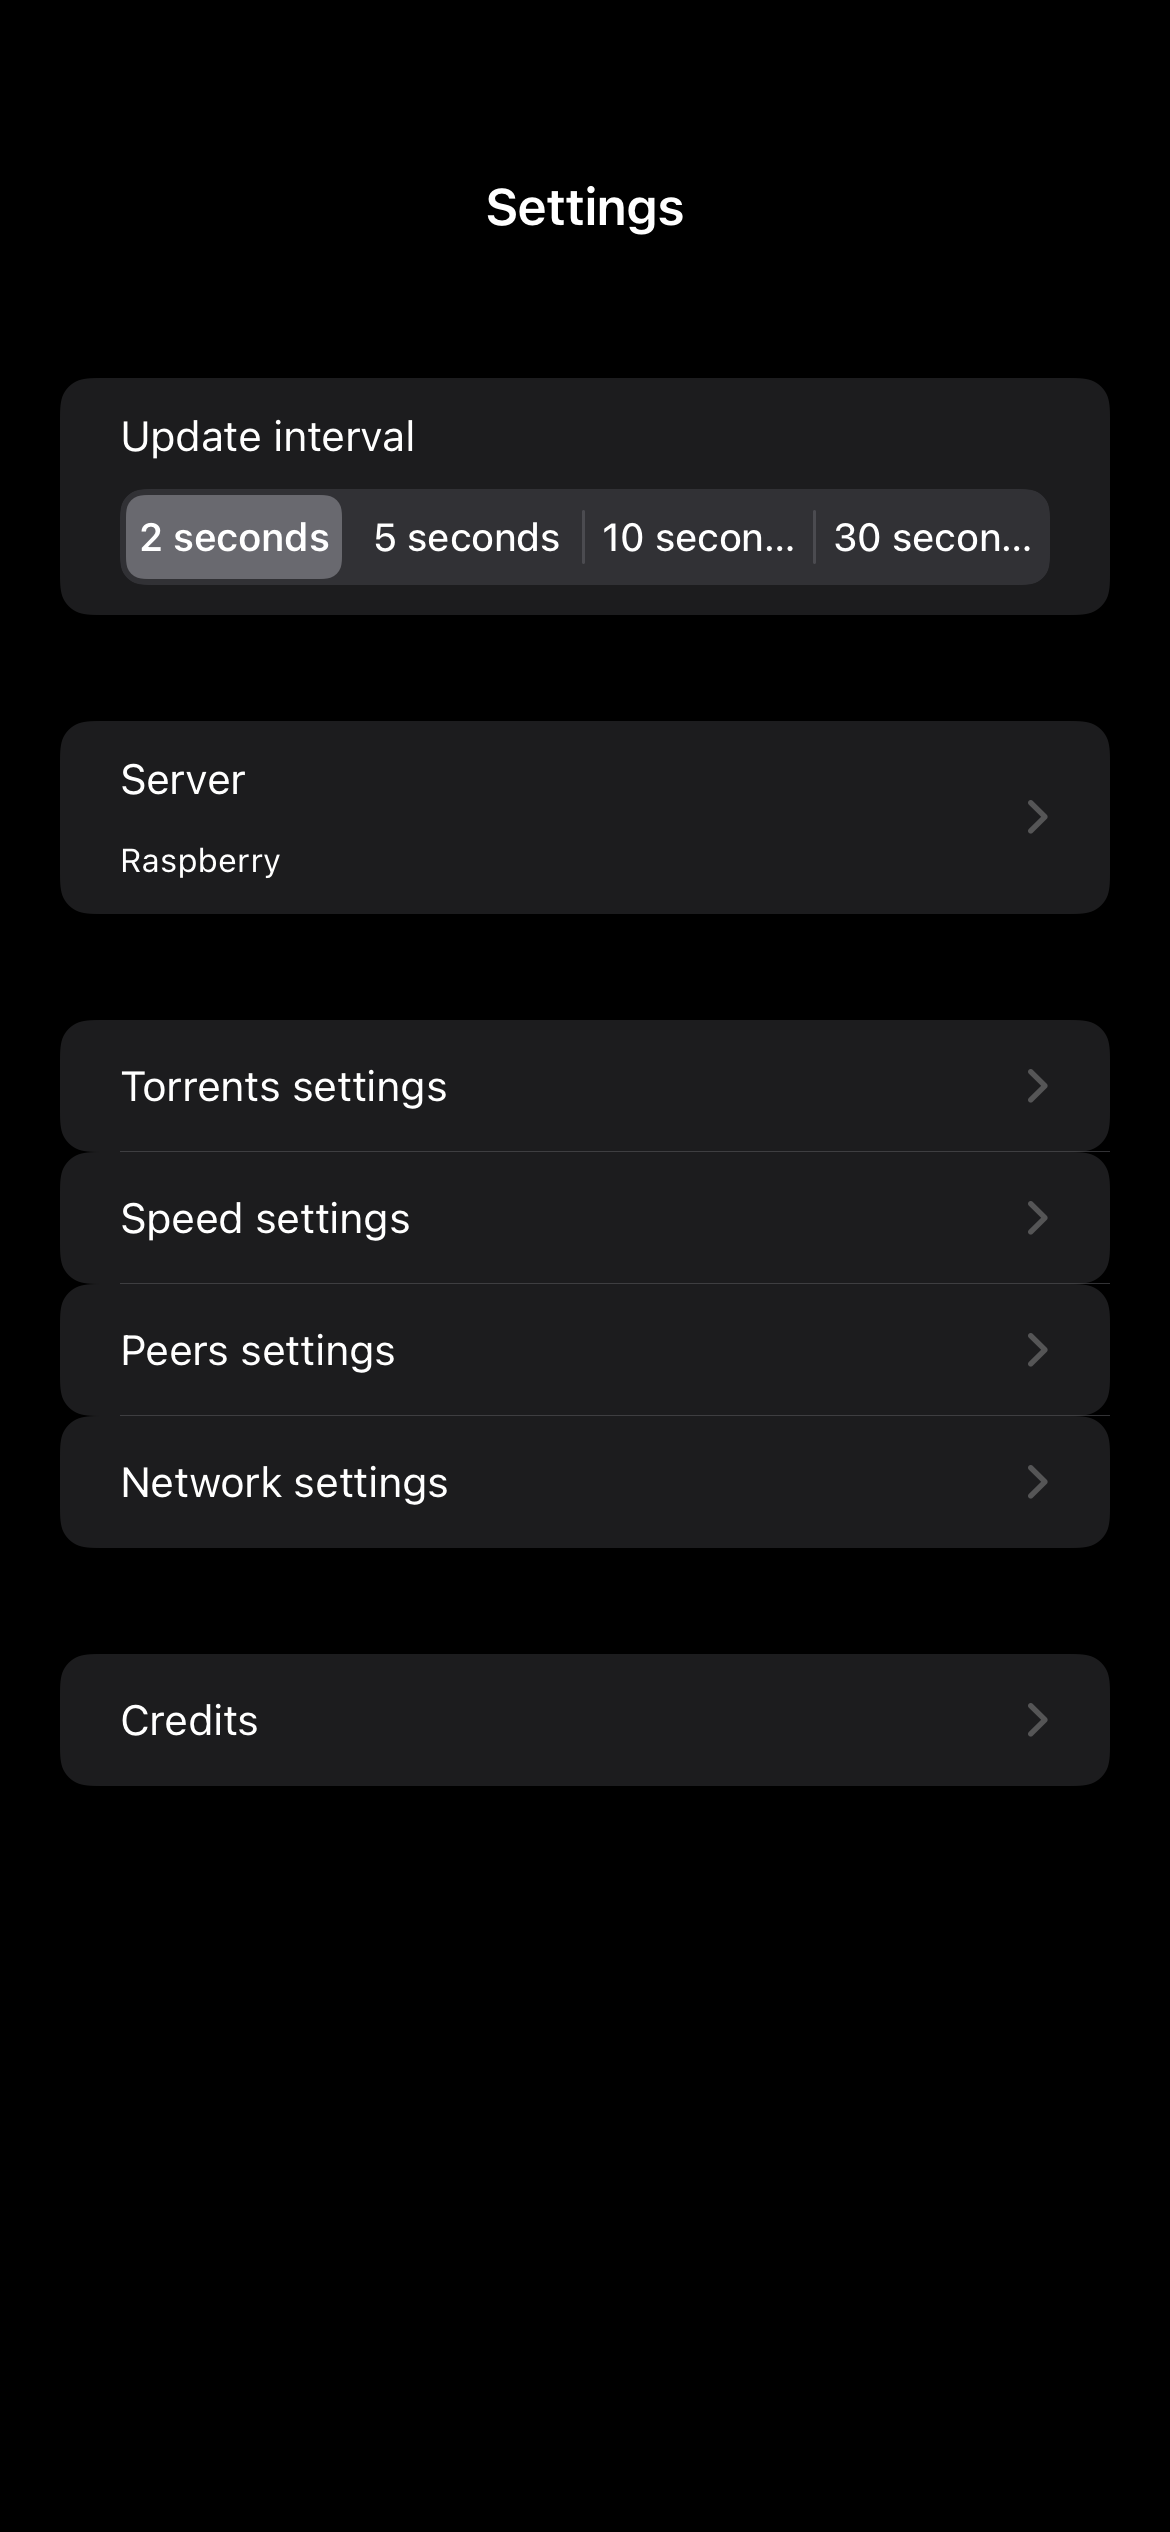 Settings
Update interval
2 seconds 5 seconds 10 secon... 30 secon...
Server
Raspberry
Torrents settings
Speed settings
Peers settings
Network settings
Credits